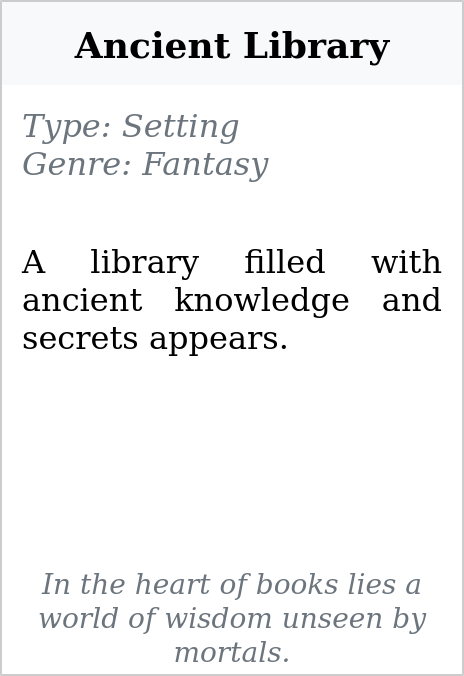 Ancient Library
Type: Setting
Genre: Fantasy
A library filled with
ancient knowledge and
secrets appears.
In the heart of books lies a
world of wisdom unseen by
mortals.